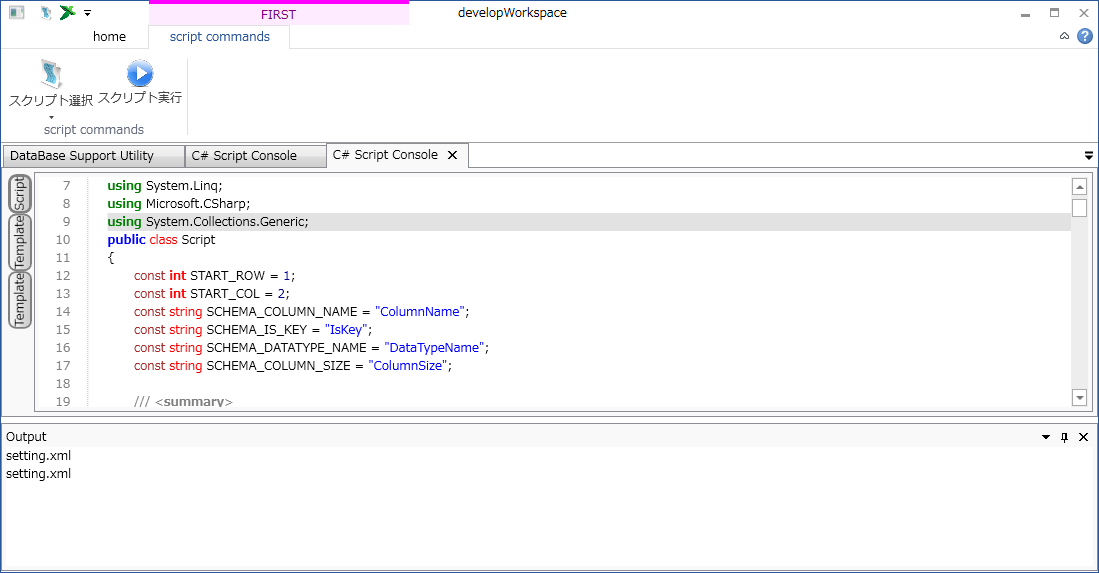 FIRST
developWorkspace
home
script commands
スクリプト選択
スクリプト実行
script commands
DataBase Support Utility
C# Script Console
C# Script Console
Script
Template
Template
7 using System.Linq;
8 using Microsoft.CSharp;
9 using System.Collections.Generic;
10 public class Script
11 {
12 const int START_ROW = 1;
13 const int START_COL = 2;
14 const string SCHEMA_COLUMN_NAME = "ColumnName";
15 const string SCHEMA_IS_KEY = "IsKey";
16 const string SCHEMA_DATATYPE_NAME = "DataTypeName";
17 const string SCHEMA_COLUMN_SIZE = "ColumnSize";
18
19 /// <summary>
Output
setting.xml
setting.xml